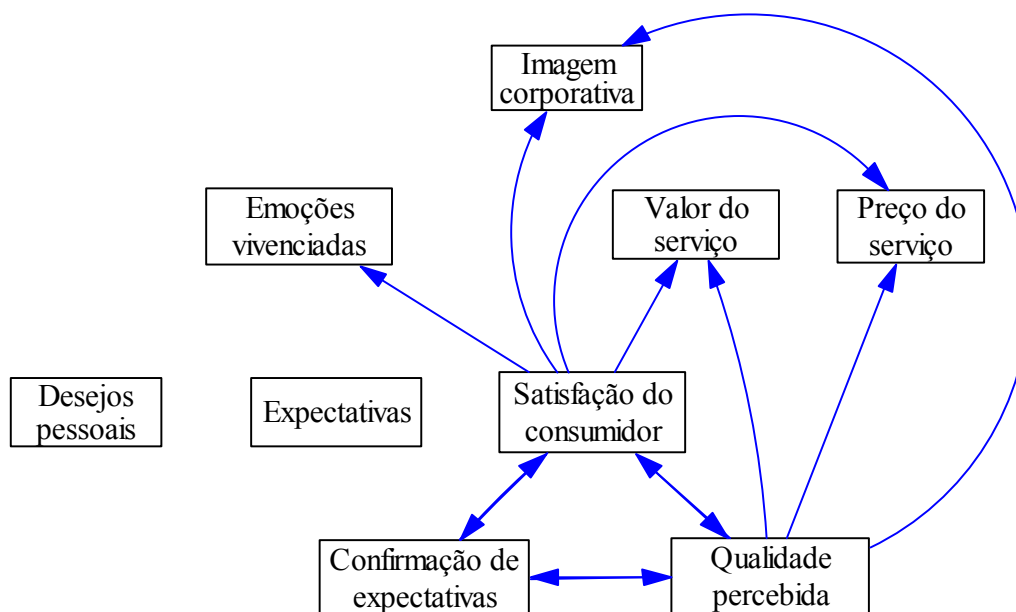 Imagem
corporativa
Emoções
vivenciadas
Valor do
serviço
Preço do
serviço
Desejos
pessoais
Expectativas
Satisfação do
consumidor
Confirmação de
expectativas
Qualidade
percebida